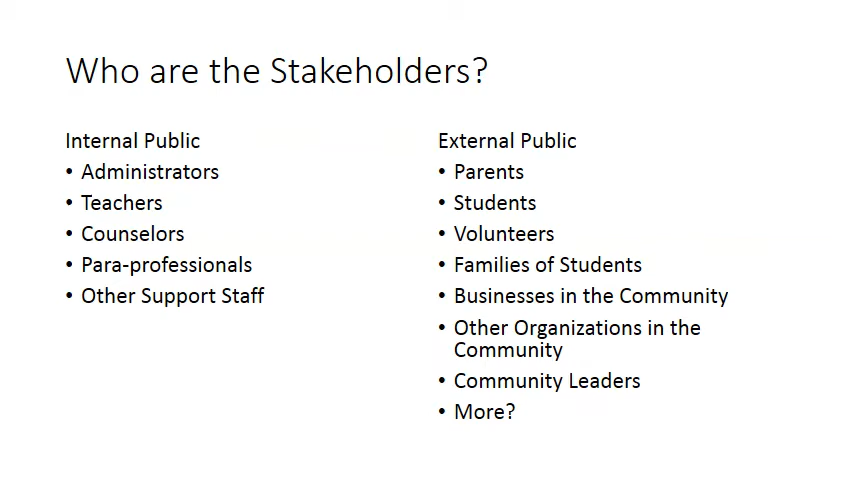 Who are the Stakeholders?
Internal Public
• Administrators
• Teachers
• Counselors
• Para-professionals
• Other Support Staff
External Public
• Parents
• Students
• Volunteers
• Families of Students
• Businesses in the Community
• Other Organizations in the
Community
• Community Leaders
• More?